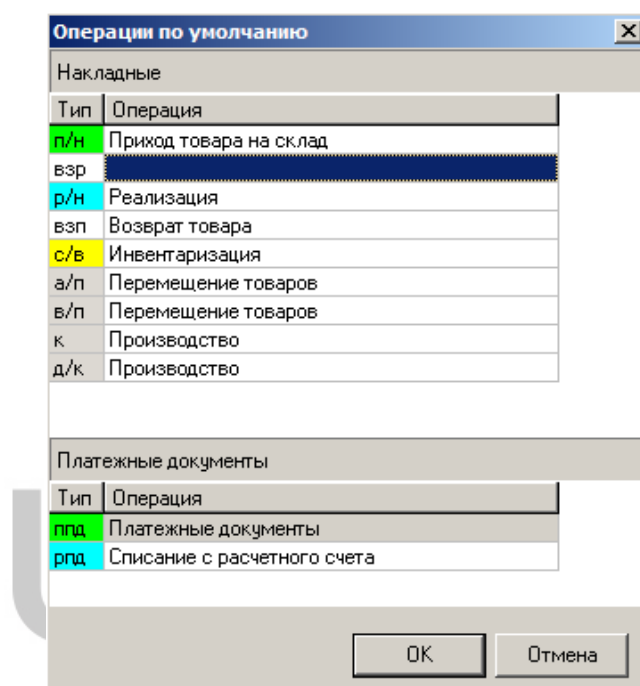 Операции по умолчанию
Накладные
Тип Операция
п/н Приход товара на склад
взр
р/н Реализация
взп Возврат товара
с/в Инвентаризация
а/п Перемещение товаров
в/п Перемещение товаров
к Производство
д/к Производство
Платежные документы
Тип Операция
ппд Платежные документы
рпд Списание с расчетного счета
OK Отмена